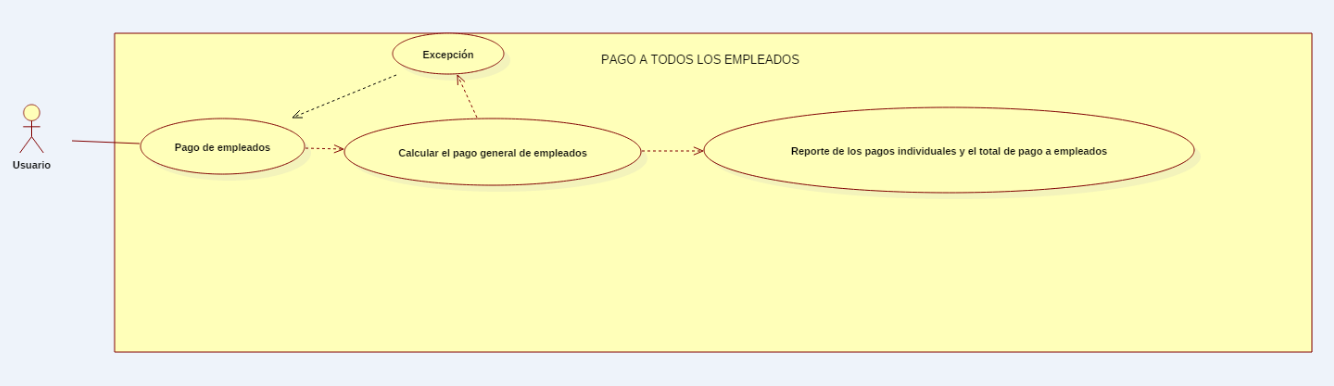 Excepción
PAGO A TODOS LOS EMPLEADOS
Usuario
Pago de empleados
Calcular el pago general de empleados
Reporte de los pagos individuales y el total de pago a empleados